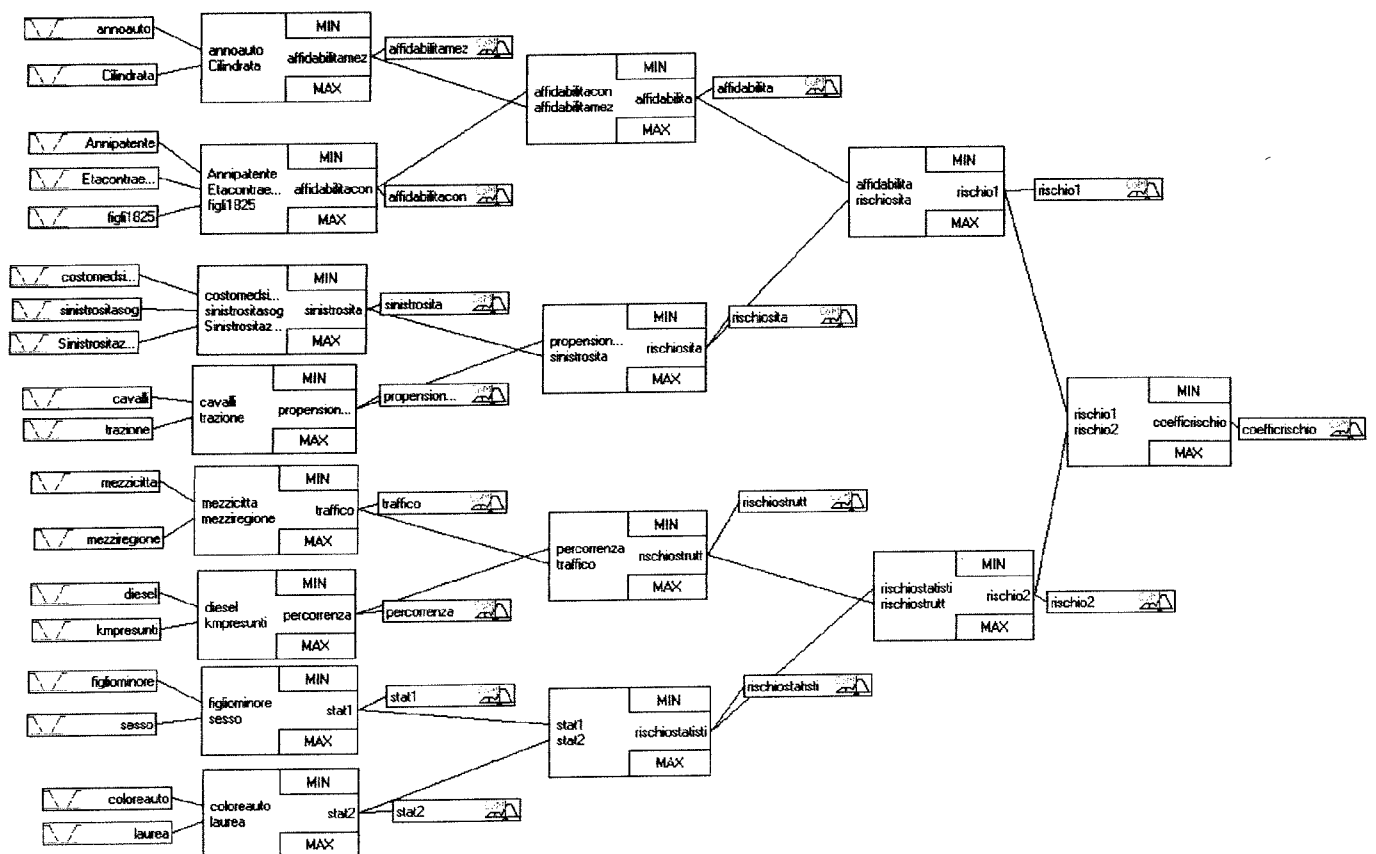 annoauto
Cilindrata
annoauto
Cilindrata
MIN
affidabilitamez
MAX
affidabilitamez
Annipatente
Etacontrae...
figli1825
Annipatente
Etacontrae...
figli1825
MIN
affidabilitacon
MAX
affidabilitacon
affidabilitacon
affidabilitamez
MIN
affidabilita
MAX
affidabilita
costomedsi...
sinistrositasog
Sinistrositaz...
costomedsi...
sinistrositasog
Sinistrositaz...
MIN
sinistrosita
MAX
sinistrosita
cavalli
trazione
cavalli
trazione
MIN
propension...
MAX
propension...
propension...
sinistrosita
MIN
rischiosita
MAX
rischiosita
affidabilita
rischiosita
MIN
rischio1
MAX
rischio1
mezzicitta
mezziregione
mezzicitta
mezziregione
MIN
traffico
MAX
traffico
diesel
kmpresunti
diesel
kmpresunti
MIN
percorrenza
MAX
percorrenza
percorrenza
traffico
MIN
rischiostrutt
MAX
rischiostrutt
figliominore
sesso
figliominore
sesso
MIN
stat1
MAX
stat1
coloreauto
laurea
coloreauto
laurea
MIN
stat2
MAX
stat2
stat1
stat2
MIN
rischiostatisti
MAX
rischiostatisti
rischiostatisti
rischiostrutt
MIN
rischio2
MAX
rischio2
rischio1
rischio2
MIN
coefficrischio
MAX
coefficrischio